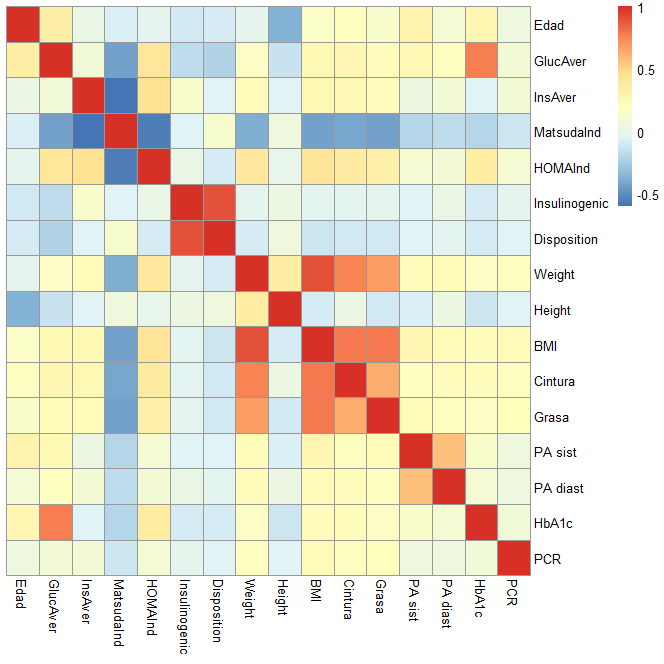 Edad
GlucAver
InsAver
MatsudaInd
HOMAInd
Insulinogenic
Disposition
Weight
Height
BMI
Cintura
Grasa
PA sist
PA diast
HbA1c
PCR
1
0.5
0
-0.5
Edad
GlucAver
InsAver
MatsudaInd
HOMAInd
Insulinogenic
Disposition
Weight
Height
BMI
Cintura
Grasa
PA sist
PA diast
HbA1c
PCR